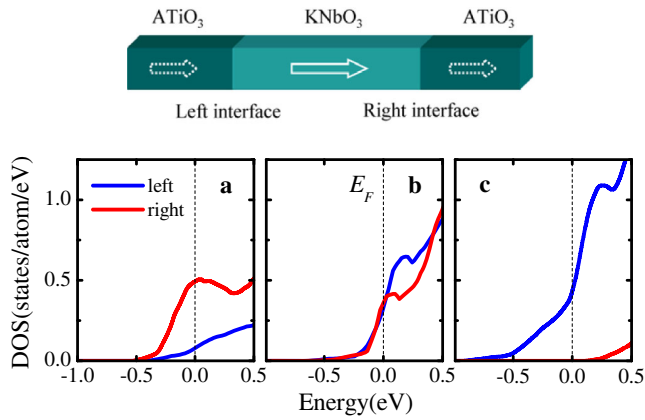 ATiO3 KNbO3 ATiO3
Left interface Right interface
left a EF b c
right
DOS(states/atom/eV)
1.0
0.5
0.0
-1.0 -0.5 0.0 0.5 -0.5 0.0 0.5 -0.5 0.0 0.5
Energy(eV)